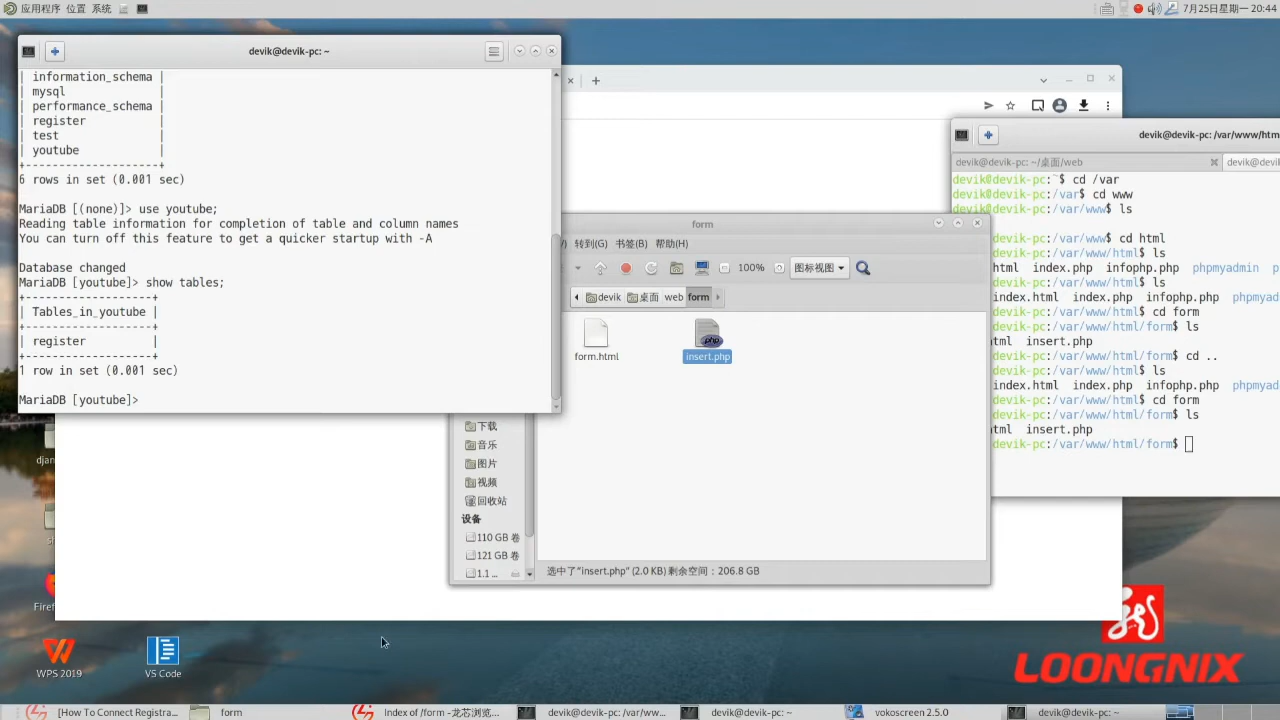 应用程序 位置 系统
7月25日星期一 20:44
devik@devik-pc: ~
| information_schema |
| mysql |
| performance_schema |
| register |
| test |
| youtube |
+--------------------+
6 rows in set (0.001 sec)
MariaDB [(none)]> use youtube;
Reading table information for completion of table and column names
You can turn off this feature to get a quicker startup with -A
Database changed
MariaDB [youtube]> show tables;
+-------------------+
| Tables_in_youtube |
+-------------------+
| register |
+-------------------+
1 row in set (0.001 sec)
MariaDB [youtube]>
form
转到(G) 书签(B) 帮助(H)
100% 图标视图
devik 桌面 web form
form.html insert.php
下载
音乐
图片
视频
回收站
设备
110 GB 卷
121 GB 卷
1.1 ...
选中了"insert.php" (2.0 KB) 剩余空间：206.8 GB
devik@devik-pc: /var/www/htm
devik@devik-pc: ~/桌面/web
devik@dev
devik@devik-pc:~$ cd /var
devik@devik-pc:/var$ cd www
devik@devik-pc:/var/www$ ls
devik-pc:/var/www$ cd html
devik-pc:/var/www/html$ ls
html index.php infophp.php phpmyadmin
devik-pc:/var/www/html$ ls
index.html index.php infophp.php phpmyad
devik-pc:/var/www/html$ cd form
devik-pc:/var/www/html/form$ ls
tml insert.php
devik-pc:/var/www/html/form$ cd ..
devik-pc:/var/www/html$ ls
index.html index.php infophp.php phpmyad
devik-pc:/var/www/html$ cd form
devik-pc:/var/www/html/form$ ls
tml insert.php
devik-pc:/var/www/html/form$
djan
Firef
WPS 2019
VS Code
LOONGNIX
[How To Connect Registra...
form
Index of /form - 龙芯浏览...
devik@devik-pc: /var/ww...
devik@devik-pc: ~
vokoscreen 2.5.0
devik@devik-pc: ~